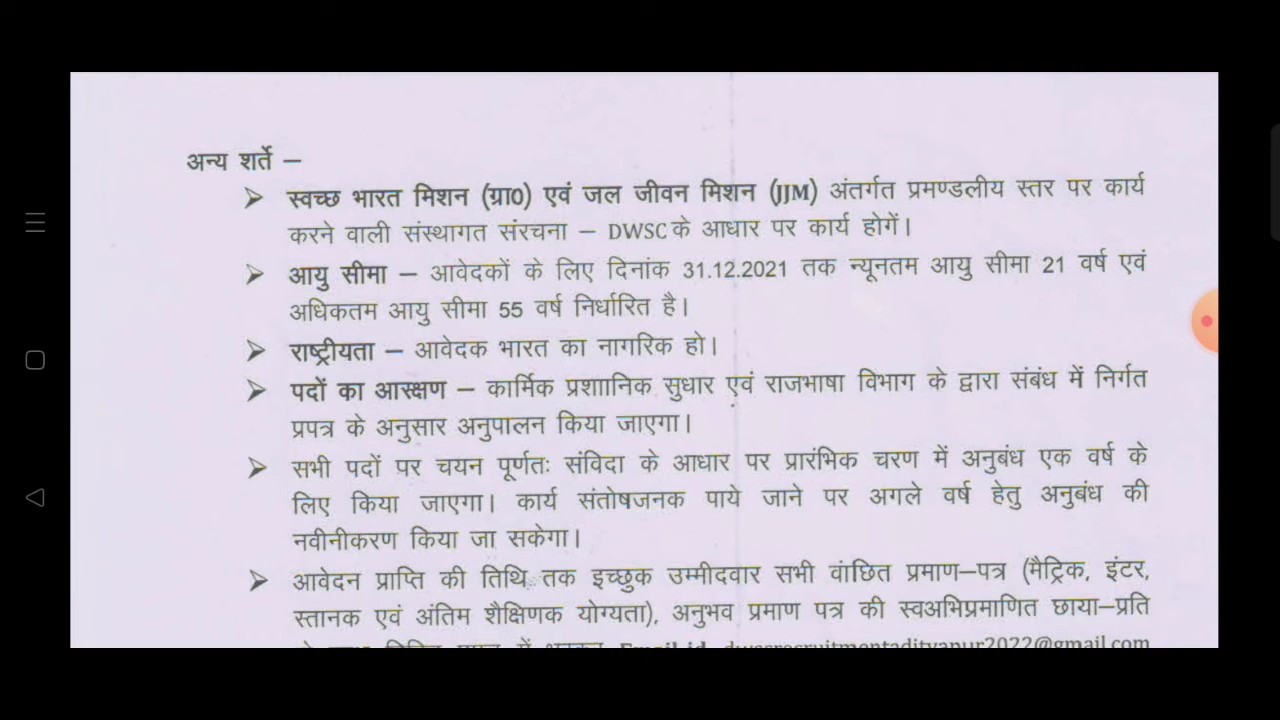 अन्य शर्ते –
➢ स्वच्छ भारत मिशन (ग्रा0) एवं जल जीवन मिशन (JJM) अंतर्गत प्रमण्डलीय स्तर पर कार्य
करने वाली संस्थागत संरचना – DWSC के आधार पर कार्य होगें।
➢ आयु सीमा – आवेदकों के लिए दिनांक 31.12.2021 तक न्यूनतम आयु सीमा 21 वर्ष एवं
अधिकतम आयु सीमा 55 वर्ष निर्धारित है।
➢ राष्ट्रीयता – आवेदक भारत का नागरिक हो।
➢ पदों का आरक्षण – कार्मिक प्रशाानिक सुधार एवं राजभाषा विभाग के द्वारा संबंध में निर्गत
प्रपत्र के अनुसार अनुपालन किया जाएगा।
➢ सभी पदों पर चयन पूर्णतः संविदा के आधार पर प्रारंभिक चरण में अनुबंध एक वर्ष के
लिए किया जाएगा। कार्य संतोषजनक पाये जाने पर अगले वर्ष हेतु अनुबंध की
नवीनीकरण किया जा सकेगा।
➢ आवेदन प्राप्ति की तिथि तक इच्छुक उम्मीदवार सभी वांछित प्रमाण–पत्र (मैट्रिक, इंटर,
स्तानक एवं अंतिम शैक्षिणक योग्यता), अनुभव प्रमाण पत्र की स्वअभिप्रमाणित छाया–प्रति
Email id dwscrecruitmentadityapur2022@gmail.com